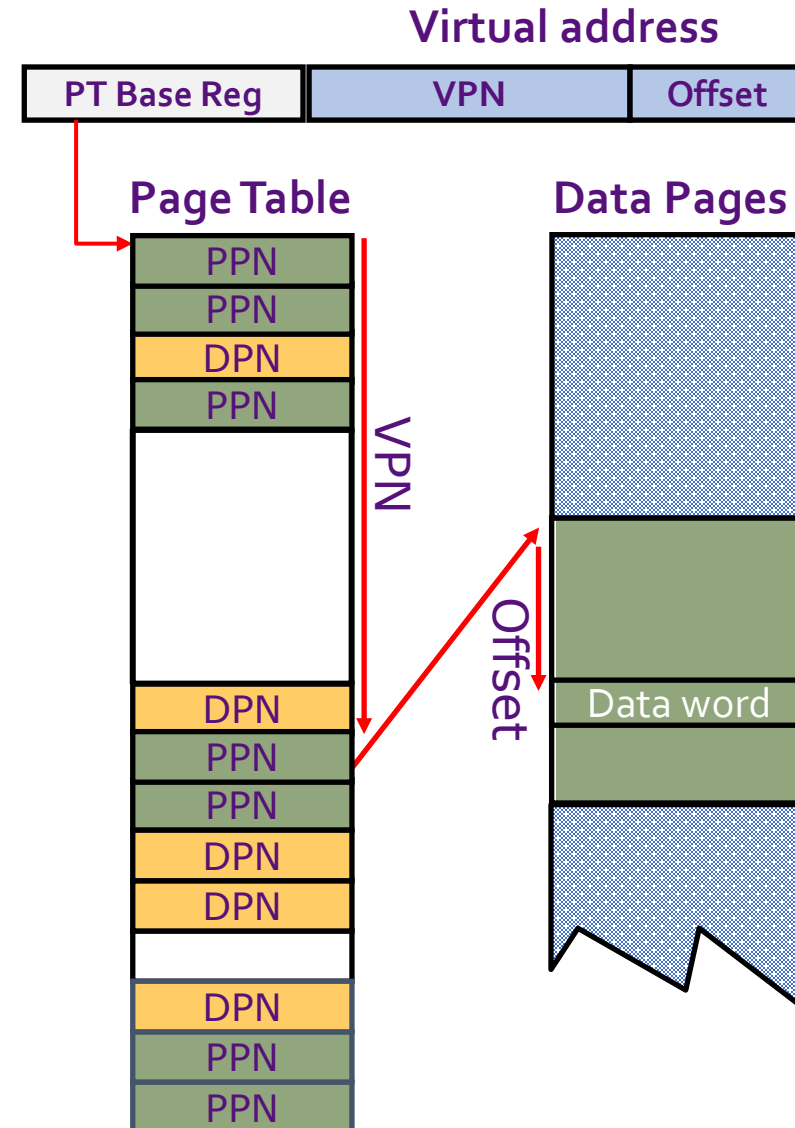 Virtual address
PT Base Reg VPN Offset
Page Table
Data Pages
PPN
PPN
DPN
PPN
VPN
Offset
Data word
DPN
PPN
PPN
DPN
DPN
DPN
PPN
PPN